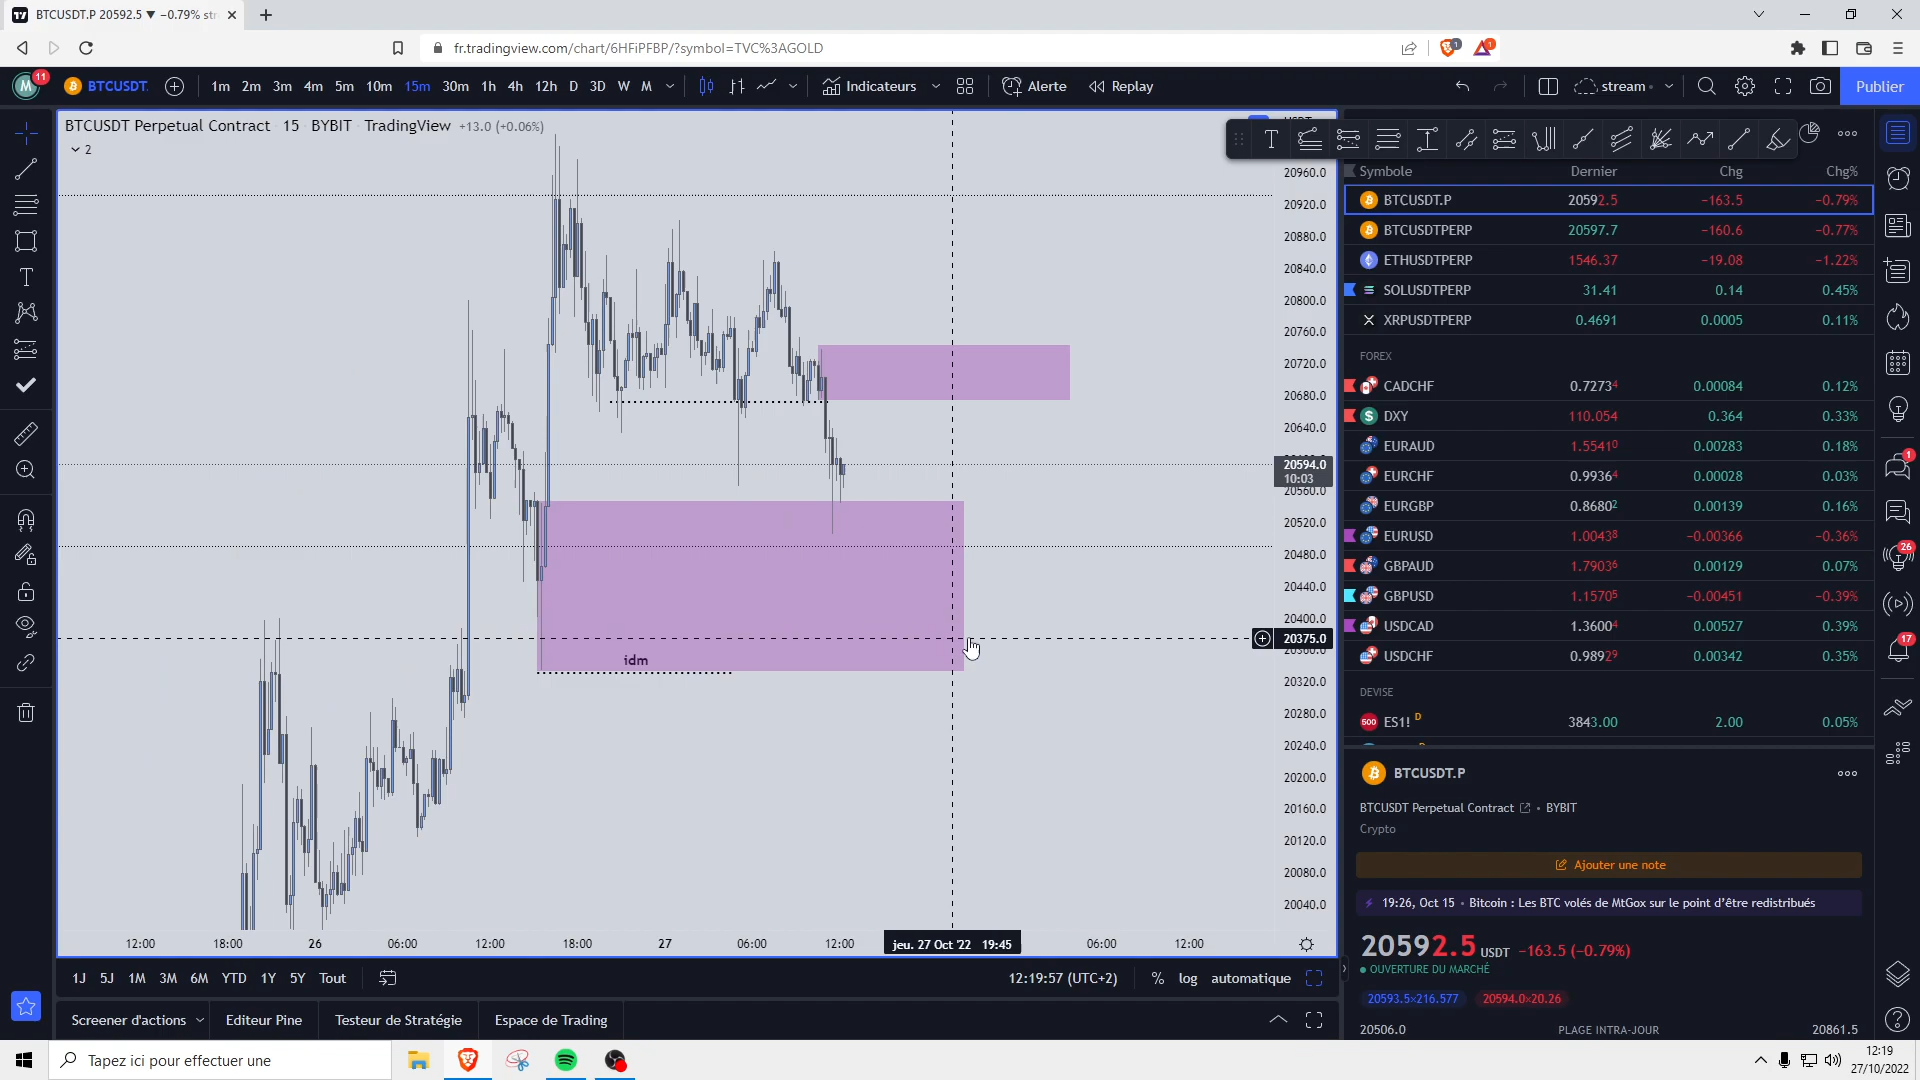 BTCUSDT.P 20592.5 ▼ −0.79% str
fr.tradingview.com/chart/6HFiPFBP/?symbol=TVC%3AGOLD
1
1
M
11
BTCUSDT.
1m 2m 3m 4m 5m 10m 15m 30m 1h 4h 12h D 3D W M
Indicateurs
Alerte
Replay
stream
Publier
BTCUSDT Perpetual Contract 15 BYBIT TradingView +13.0 (+0.06%)
2
20960.0
20920.0
20880.0
20840.0
20800.0
20760.0
20720.0
20680.0
20640.0
20594.0
10:03
20560.0
20520.0
20480.0
20440.0
20400.0
20375.0
20360.0
20320.0
20280.0
20240.0
20200.0
20160.0
20120.0
20080.0
20040.0
idm
12:00 18:00 26 06:00 12:00 18:00 27 06:00 12:00 jeu. 27 Oct '22 19:45 06:00 12:00
1J 5J 1M 3M 6M YTD 1Y 5Y Tout
12:19:57 (UTC+2) % log automatique
Screener d'actions Editeur Pine Testeur de Stratégie Espace de Trading
Symbole Dernier Chg Chg%
BTCUSDT.P 20592.5 −163.5 −0.79%
BTCUSDTPERP 20597.7 −160.6 −0.77%
ETHUSDTPERP 1546.37 −19.08 −1.22%
SOLUSDTPERP 31.41 0.14 0.45%
XRPUSDTPERP 0.4691 0.0005 0.11%
FOREX
CADCHF 0.72734 0.00084 0.12%
DXY 110.054 0.364 0.33%
EURAUD 1.55410 0.00283 0.18%
EURCHF 0.99364 0.00028 0.03%
EURGBP 0.86802 0.00139 0.16%
EURUSD 1.00438 −0.00366 −0.36%
GBPAUD 1.79036 0.00129 0.07%
GBPUSD 1.15705 −0.00451 −0.39%
USDCAD 1.36004 0.00527 0.39%
USDCHF 0.98929 0.00342 0.35%
DEVISE
500 ES1! D 3843.00 2.00 0.05%
BTCUSDT.P
BTCUSDT Perpetual Contract • BYBIT
Crypto
Ajouter une note
19:26, Oct 15 • Bitcoin : Les BTC volés de MtGox sur le point d'être redistribués
20592.5 USDT −163.5 (−0.79%)
OUVERTURE DU MARCHÉ
20593.5×216.577 20594.0×20.26
20506.0 PLAGE INTRA-JOUR 20861.5
1
26
17
Tapez ici pour effectuer une
12:19
27/10/2022